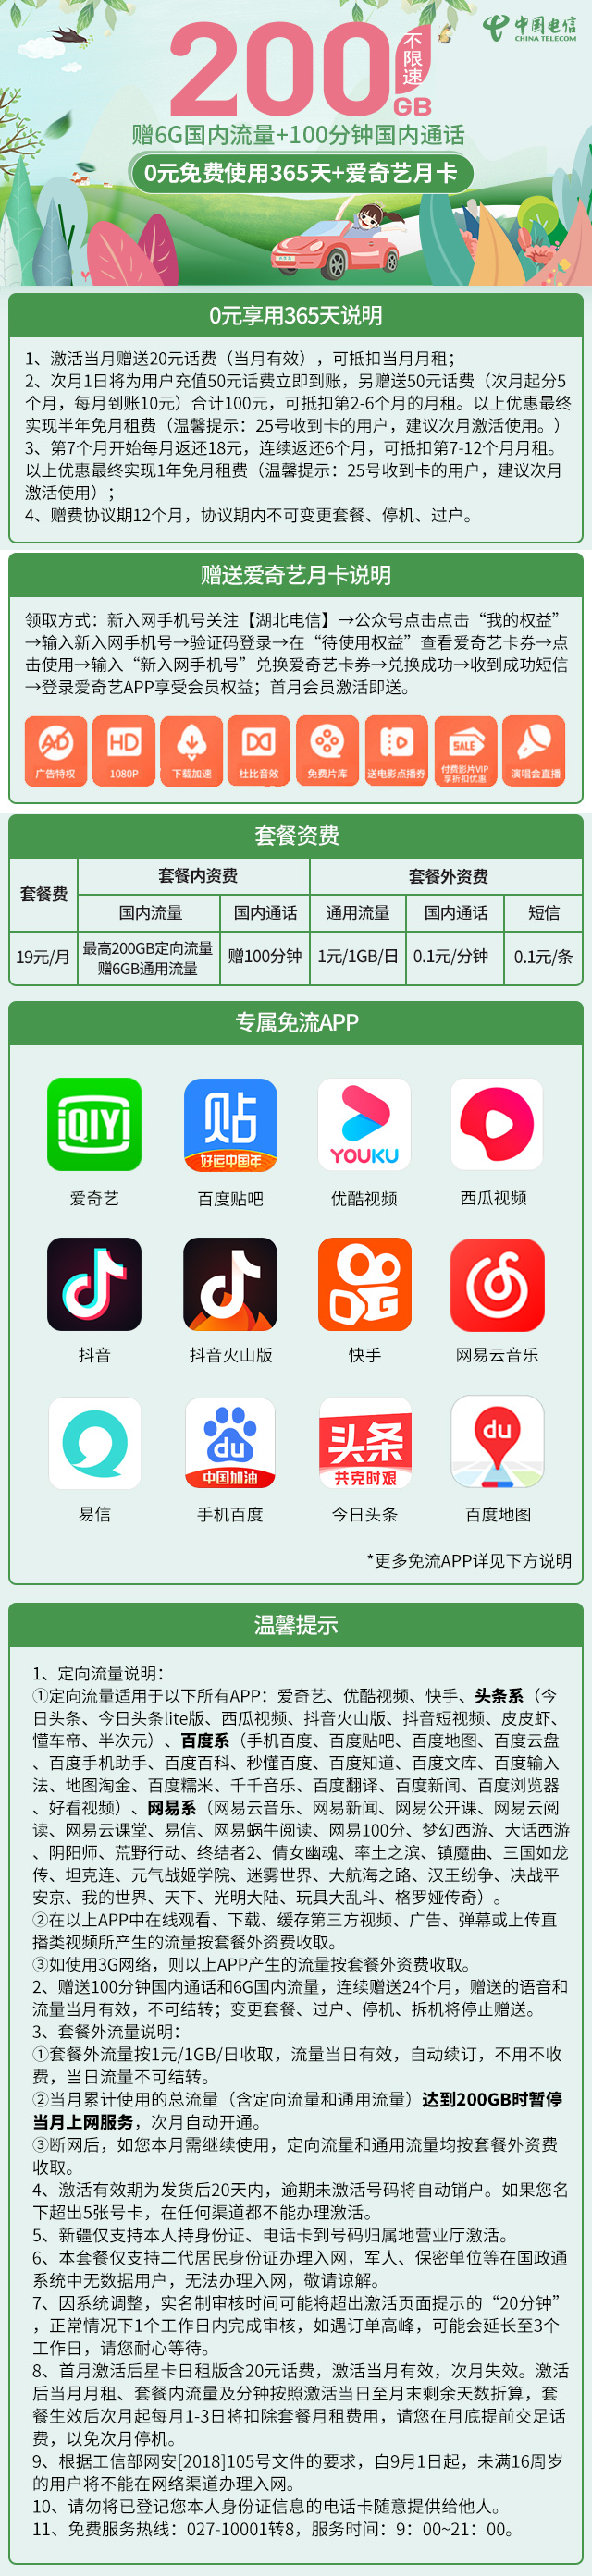 中国电信
CHINA TELECOM
200GB
不限速
赠6G国内流量+100分钟国内通话
0元免费使用365天+爱奇艺月卡
0元享用365天说明
1、激活当月赠送20元话费（当月有效），可抵扣当月月租；
2、次月1日将为用户充值50元话费立即到账，另赠送50元话费（次月起分5
个月，每月到账10元）合计100元，可抵扣第2-6个月的月租。以上优惠最终
实现半年免月租费（温馨提示：25号收到卡的用户，建议次月激活使用。）
3、第7个月开始每月返还18元，连续返还6个月，可抵扣第7-12个月月租。
以上优惠最终实现1年免月租费（温馨提示：25号收到卡的用户，建议次月
激活使用）；
4、赠费协议期12个月，协议期内不可变更套餐、停机、过户。
赠送爱奇艺月卡说明
领取方式：新入网手机号关注【湖北电信】→公众号点击点击“我的权益”
→输入新入网手机号→验证码登录→在“待使用权益”查看爱奇艺卡券→点
击使用→输入“新入网手机号”兑换爱奇艺卡券→兑换成功→收到成功短信
→登录爱奇艺APP享受会员权益；首月会员激活即送。
AD HD SALE
广告特权 1080P 下载加速 杜比音效 免费片库 送电影点播券 付费影片VIP 演唱会直播
享折扣优惠
套餐资费
套餐费 套餐内资费 套餐外资费
国内流量 国内通话 通用流量 国内通话 短信
19元/月 最高200GB定向流量 赠100分钟 1元/1GB/日 0.1元/分钟 0.1元/条
赠6GB通用流量
专属免流APP
iQIYI 贴 好运中国年 YOUKU
爱奇艺 百度贴吧 优酷视频 西瓜视频
抖音 抖音火山版 快手 网易云音乐
du 中国加油 头条 共克时艰 du
易信 手机百度 今日头条 百度地图
*更多免流APP详见下方说明
温馨提示
1、定向流量说明：
①定向流量适用于以下所有APP：爱奇艺、优酷视频、快手、头条系（今
日头条、今日头条lite版、西瓜视频、抖音火山版、抖音短视频、皮皮虾、
懂车帝、半次元）、百度系（手机百度、百度贴吧、百度地图、百度云盘
、百度手机助手、百度百科、秒懂百度、百度知道、百度文库、百度输入
法、地图淘金、百度糯米、千千音乐、百度翻译、百度新闻、百度浏览器
、好看视频）、网易系（网易云音乐、网易新闻、网易公开课、网易云阅
读、网易云课堂、易信、网易蜗牛阅读、网易100分、梦幻西游、大话西游
、阴阳师、荒野行动、终结者2、倩女幽魂、率土之滨、镇魔曲、三国如龙
传、坦克连、元气战姬学院、迷雾世界、大航海之路、汉王纷争、决战平
安京、我的世界、天下、光明大陆、玩具大乱斗、格罗娅传奇）。
②在以上APP中在线观看、下载、缓存第三方视频、广告、弹幕或上传直
播类视频所产生的流量按套餐外资费收取。
③如使用3G网络，则以上APP产生的流量按套餐外资费收取。
2、赠送100分钟国内通话和6G国内流量，连续赠送24个月，赠送的语音和
流量当月有效，不可结转；变更套餐、过户、停机、拆机将停止赠送。
3、套餐外流量说明：
①套餐外流量按1元/1GB/日收取，流量当日有效，自动续订，不用不收
费，当日流量不可结转。
②当月累计使用的总流量（含定向流量和通用流量）达到200GB时暂停
当月上网服务，次月自动开通。
③断网后，如您本月需继续使用，定向流量和通用流量均按套餐外资费
收取。
4、激活有效期为发货后20天内，逾期未激活号码将自动销户。如果您名
下超出5张号卡，在任何渠道都不能办理激活。
5、新疆仅支持本人持身份证、电话卡到号码归属地营业厅激活。
6、本套餐仅支持二代居民身份证办理入网，军人、保密单位等在国政通
系统中无数据用户，无法办理入网，敬请谅解。
7、因系统调整，实名制审核时间可能将超出激活页面提示的“20分钟”
，正常情况下1个工作日内完成审核，如遇订单高峰，可能会延长至3个
工作日，请您耐心等待。
8、首月激活后星卡日租版含20元话费，激活当月有效，次月失效。激活
后当月月租、套餐内流量及分钟按照激活当日至月末剩余天数折算，套
餐生效后次月起每月1-3日将扣除套餐月租费用，请您在月底提前交足话
费，以免次月停机。
9、根据工信部网安[2018]105号文件的要求，自9月1日起，未满16周岁
的用户将不能在网络渠道办理入网。
10、请勿将已登记您本人身份证信息的电话卡随意提供给他人。
11、免费服务热线：027-10001转8，服务时间：9：00~21：00。